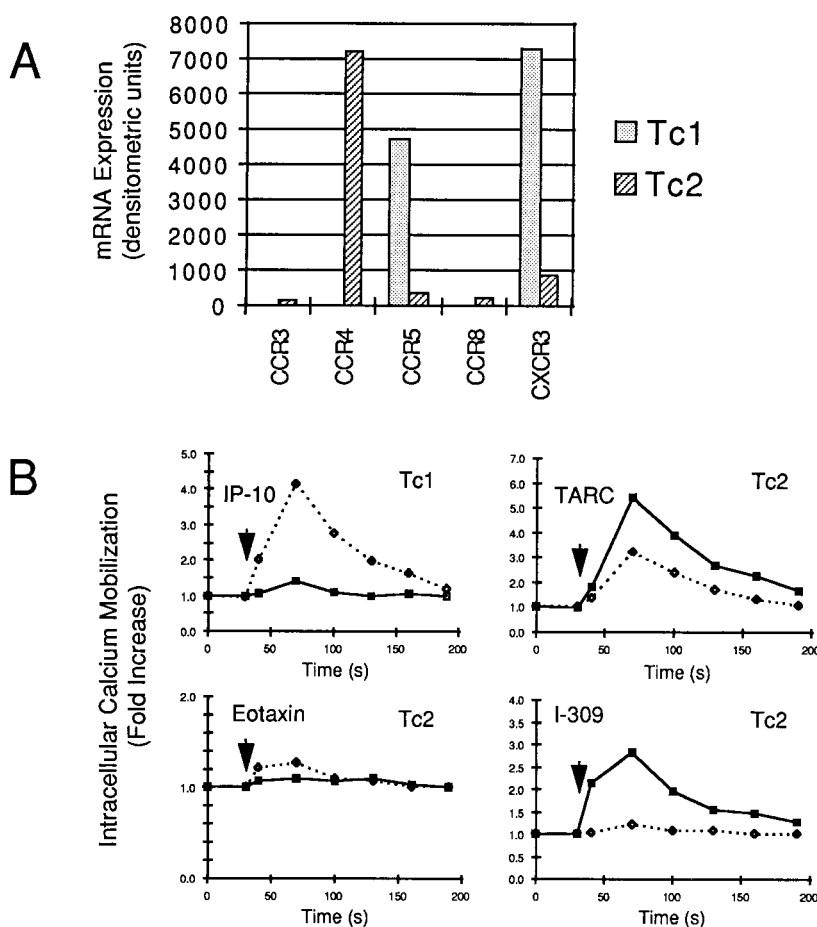 A
mRNA Expression
(densitometric units)
8000
7000
6000
5000
4000
3000
2000
1000
0
CCR3
CCR4
CCR5
CCR8
CXCR3
Tc1
Tc2
B
Intracellular Calcium Mobilization
(Fold Increase)
5.0
4.0
3.0
2.0
1.0
0.0
IP-10
Tc1
0 50 100 150 200
Time (s)
7.0
6.0
5.0
4.0
3.0
2.0
1.0
0.0
TARC
Tc2
0 50 100 150 200
Time (s)
2.0
1.0
0.0
Eotaxin
Tc2
0 50 100 150 200
Time (s)
4.0
3.5
3.0
2.5
2.0
1.5
1.0
0.5
0.0
I-309
Tc2
0 50 100 150 200
Time (s)